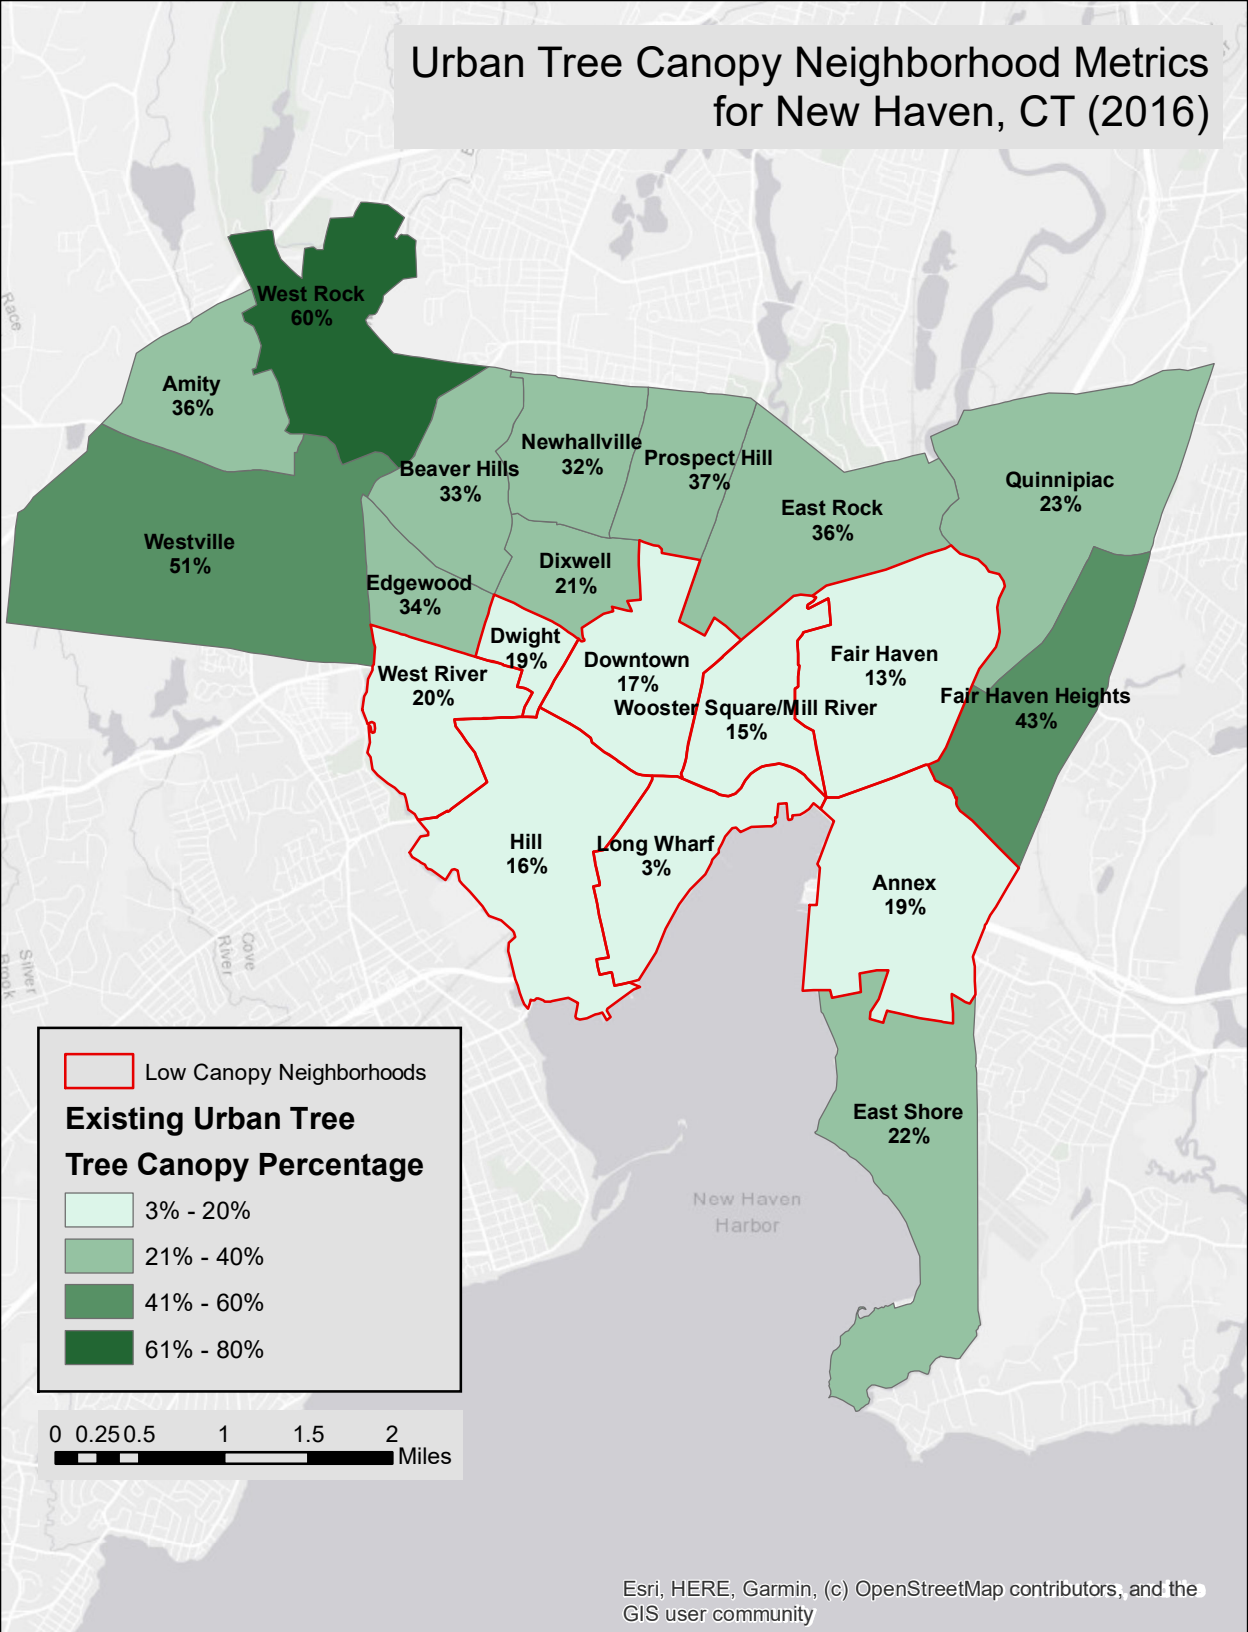 Urban Tree Canopy Neighborhood Metrics
for New Haven, CT (2016)
Race
West Rock
60%
Amity
36%
Westville
51%
Beaver Hills
33%
Newhallville
32%
Prospect Hill
37%
East Rock
36%
Quinnipiac
23%
Edgewood
34%
Dixwell
21%
Dwight
19%
West River
20%
Downtown
17%
Wooster Square/Mill River
15%
Fair Haven
13%
Fair Haven Heights
43%
Hill
16%
Long Wharf
3%
Annex
19%
East Shore
22%
Cove
River
Silver
Brook
New Haven
Harbor
Low Canopy Neighborhoods
Existing Urban Tree
Tree Canopy Percentage
3% - 20%
21% - 40%
41% - 60%
61% - 80%
0 0.25 0.5 1 1.5 2
Miles
Esri, HERE, Garmin, (c) OpenStreetMap contributors, and the
GIS user community